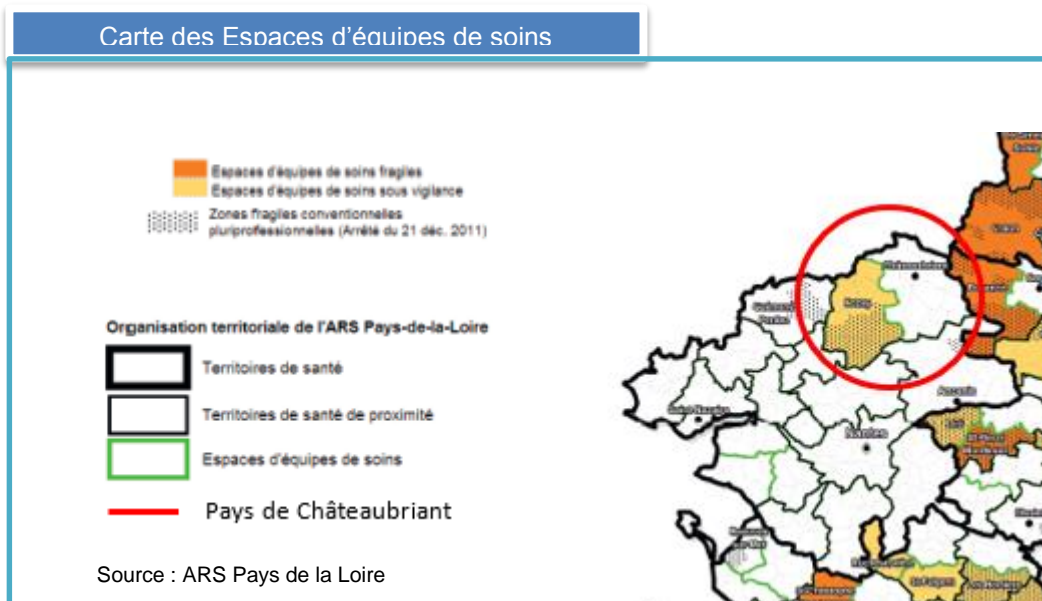 Carte des Espaces d'équipes de soins
Espaces d'équipes de soins fragiles
Espaces d'équipes de soins sous vigilance
Zones fragiles conventionnelles
pluriprofessionnelles (Arrêté du 21 déc. 2011)
Organisation territoriale de l'ARS Pays-de-la-Loire
Territoires de santé
Territoires de santé de proximité
Espaces d'équipes de soins
Pays de Châteaubriant
Source : ARS Pays de la Loire
Châteaubriant
Nozay
Ancenis
Saint-Nazaire
Nantes